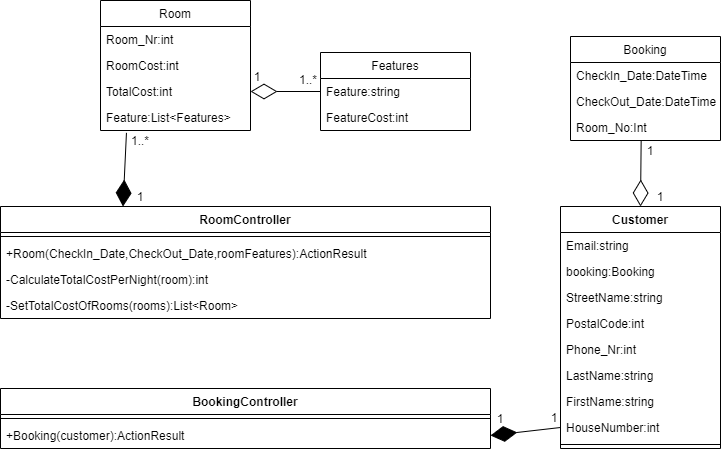 Room
Room_Nr:int
RoomCost:int
TotalCost:int
Feature:List<Features>
1
1..*
Features
Feature:string
FeatureCost:int
Booking
CheckIn_Date:DateTime
CheckOut_Date:DateTime
Room_No:Int
1
1
1..*
1
RoomController
+Room(CheckIn_Date,CheckOut_Date,roomFeatures):ActionResult
-CalculateTotalCostPerNight(room):int
-SetTotalCostOfRooms(rooms):List<Room>
Customer
Email:string
booking:Booking
StreetName:string
PostalCode:int
Phone_Nr:int
LastName:string
FirstName:string
HouseNumber:int
BookingController
+Booking(customer):ActionResult
1
1